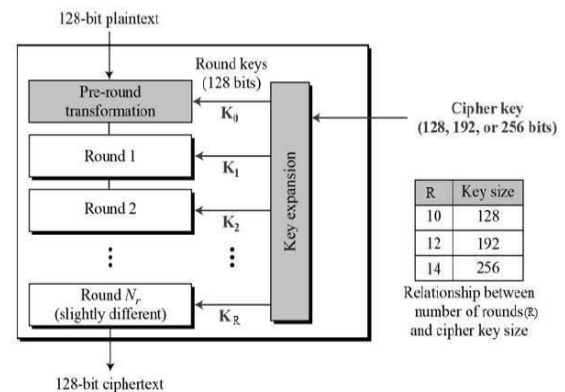 128-bit plaintext
Round keys
(128 bits)
Pre-round
transformation
K₀
Cipher key
(128, 192, or 256 bits)
Round 1
K₁
Round 2
K₂
Key expansion
R Key size
10 128
12 192
14 256
Relationship between
number of rounds(R)
and cipher key size
Round Nᵣ
(slightly different)
K_R
128-bit ciphertext